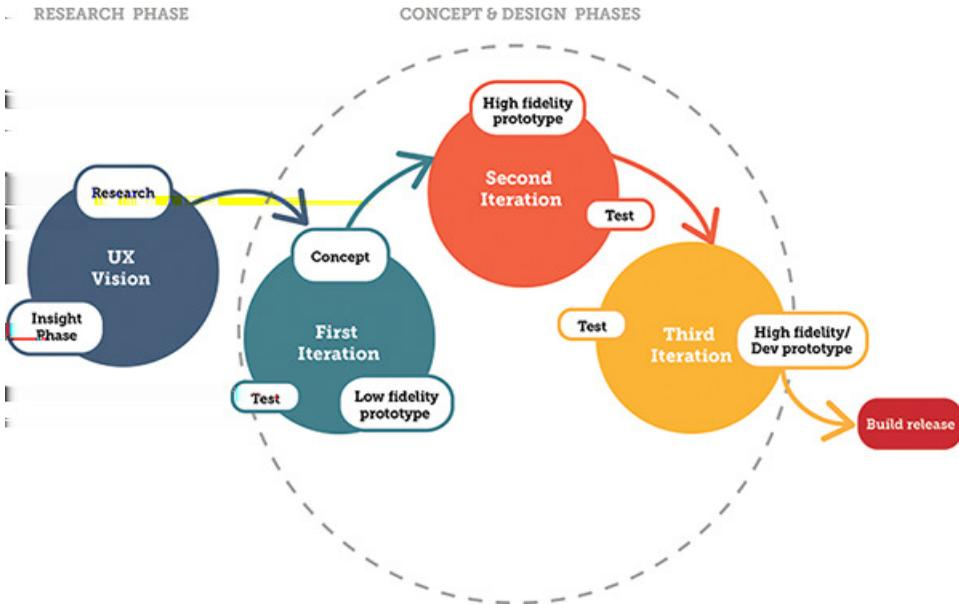 RESEARCH PHASE
CONCEPT & DESIGN PHASES
Research
UX
Vision
Insight
Phase
Concept
First
Iteration
Test
Low fidelity
prototype
High fidelity
prototype
Second
Iteration
Test
Test
Third
Iteration
High fidelity/
Dev prototype
Build release